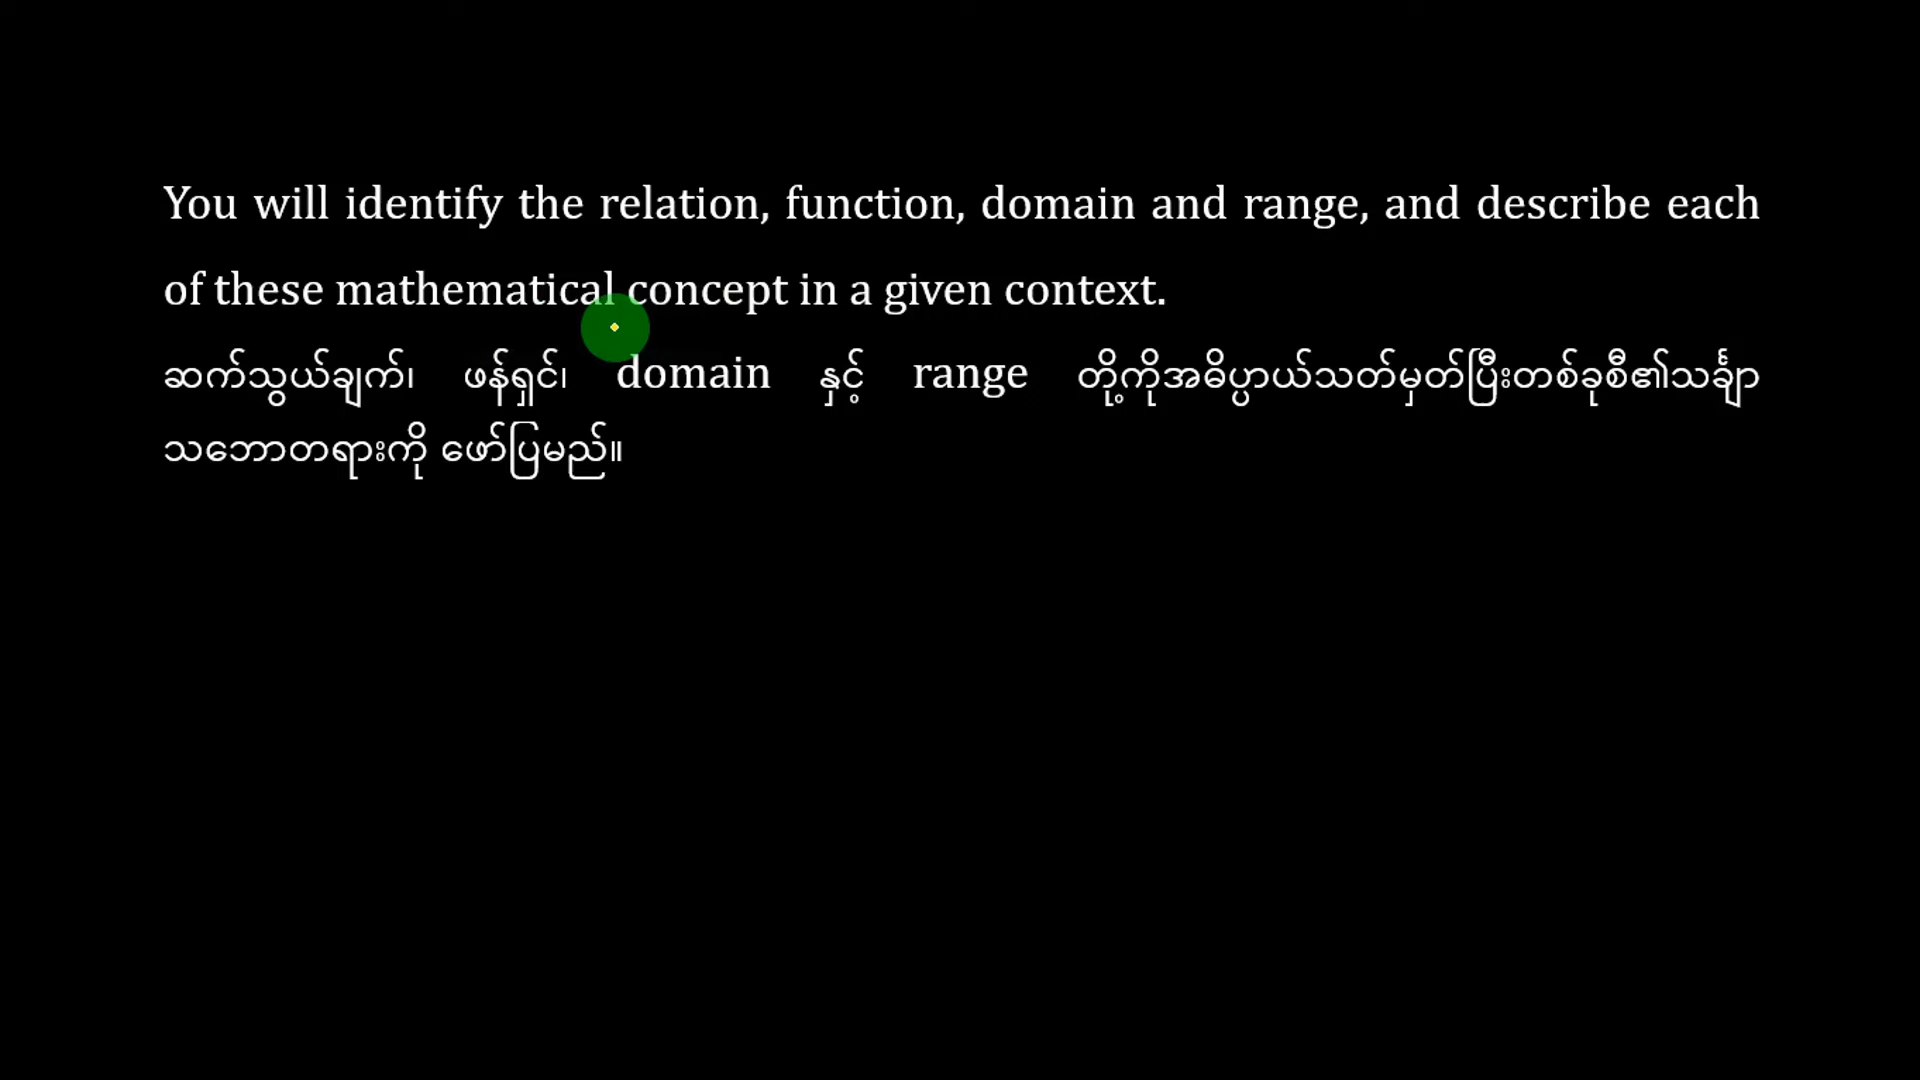 You will identify the relation, function, domain and range, and describe each
of these mathematical concept in a given context.
ဆက်သွယ်ချက်၊ ဖန်ရှင်၊ domain နှင့် range တို့ကိုအဓိပ္ပာယ်သတ်မှတ်ပြီးတစ်ခုစီ၏သင်္ချာ
သဘောတရားကို ဖော်ပြမည်။